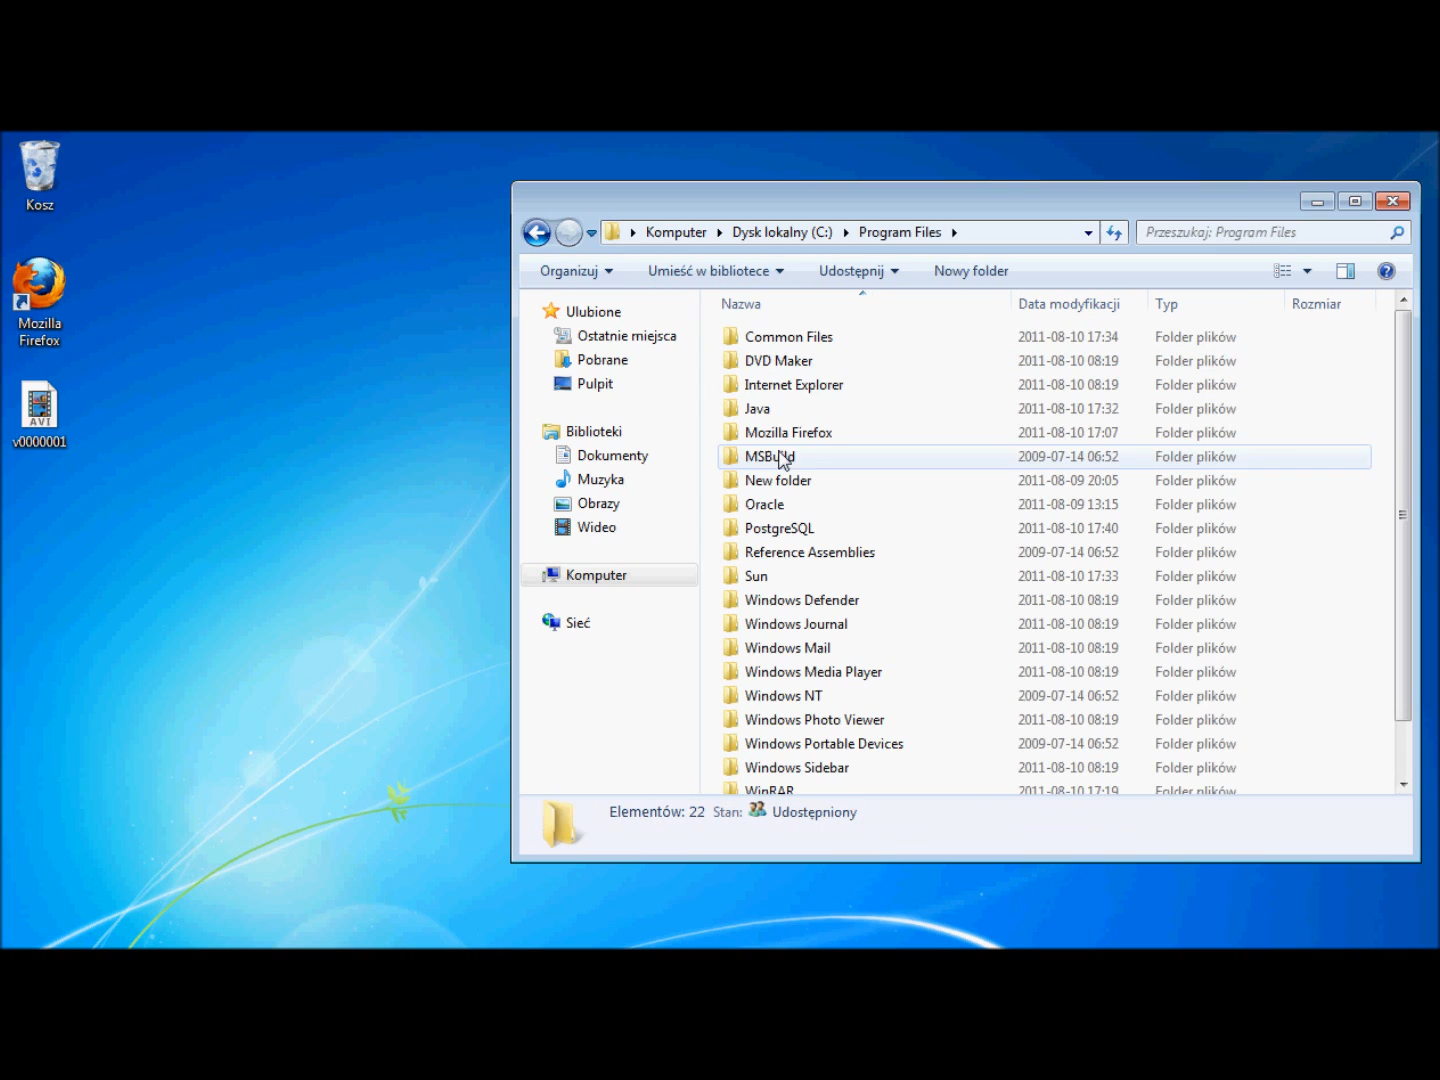 Kosz
Mozilla
Firefox
AVI
v0000001
Komputer Dysk lokalny (C:) Program Files
Przeszukaj: Program Files
Organizuj Umieść w bibliotece Udostępnij Nowy folder
Ulubione
Ostatnie miejsca
Pobrane
Pulpit
Biblioteki
Dokumenty
Muzyka
Obrazy
Wideo
Komputer
Sieć
Nazwa Data modyfikacji Typ Rozmiar
Common Files 2011-08-10 17:34 Folder plików
DVD Maker 2011-08-10 08:19 Folder plików
Internet Explorer 2011-08-10 08:19 Folder plików
Java 2011-08-10 17:32 Folder plików
Mozilla Firefox 2011-08-10 17:07 Folder plików
MSBuild 2009-07-14 06:52 Folder plików
New folder 2011-08-09 20:05 Folder plików
Oracle 2011-08-09 13:15 Folder plików
PostgreSQL 2011-08-10 17:40 Folder plików
Reference Assemblies 2009-07-14 06:52 Folder plików
Sun 2011-08-10 17:33 Folder plików
Windows Defender 2011-08-10 08:19 Folder plików
Windows Journal 2011-08-10 08:19 Folder plików
Windows Mail 2011-08-10 08:19 Folder plików
Windows Media Player 2011-08-10 08:19 Folder plików
Windows NT 2009-07-14 06:52 Folder plików
Windows Photo Viewer 2011-08-10 08:19 Folder plików
Windows Portable Devices 2009-07-14 06:52 Folder plików
Windows Sidebar 2011-08-10 08:19 Folder plików
WinRAR 2011-08-10 17:19 Folder plików
Elementów: 22 Stan: Udostępniony